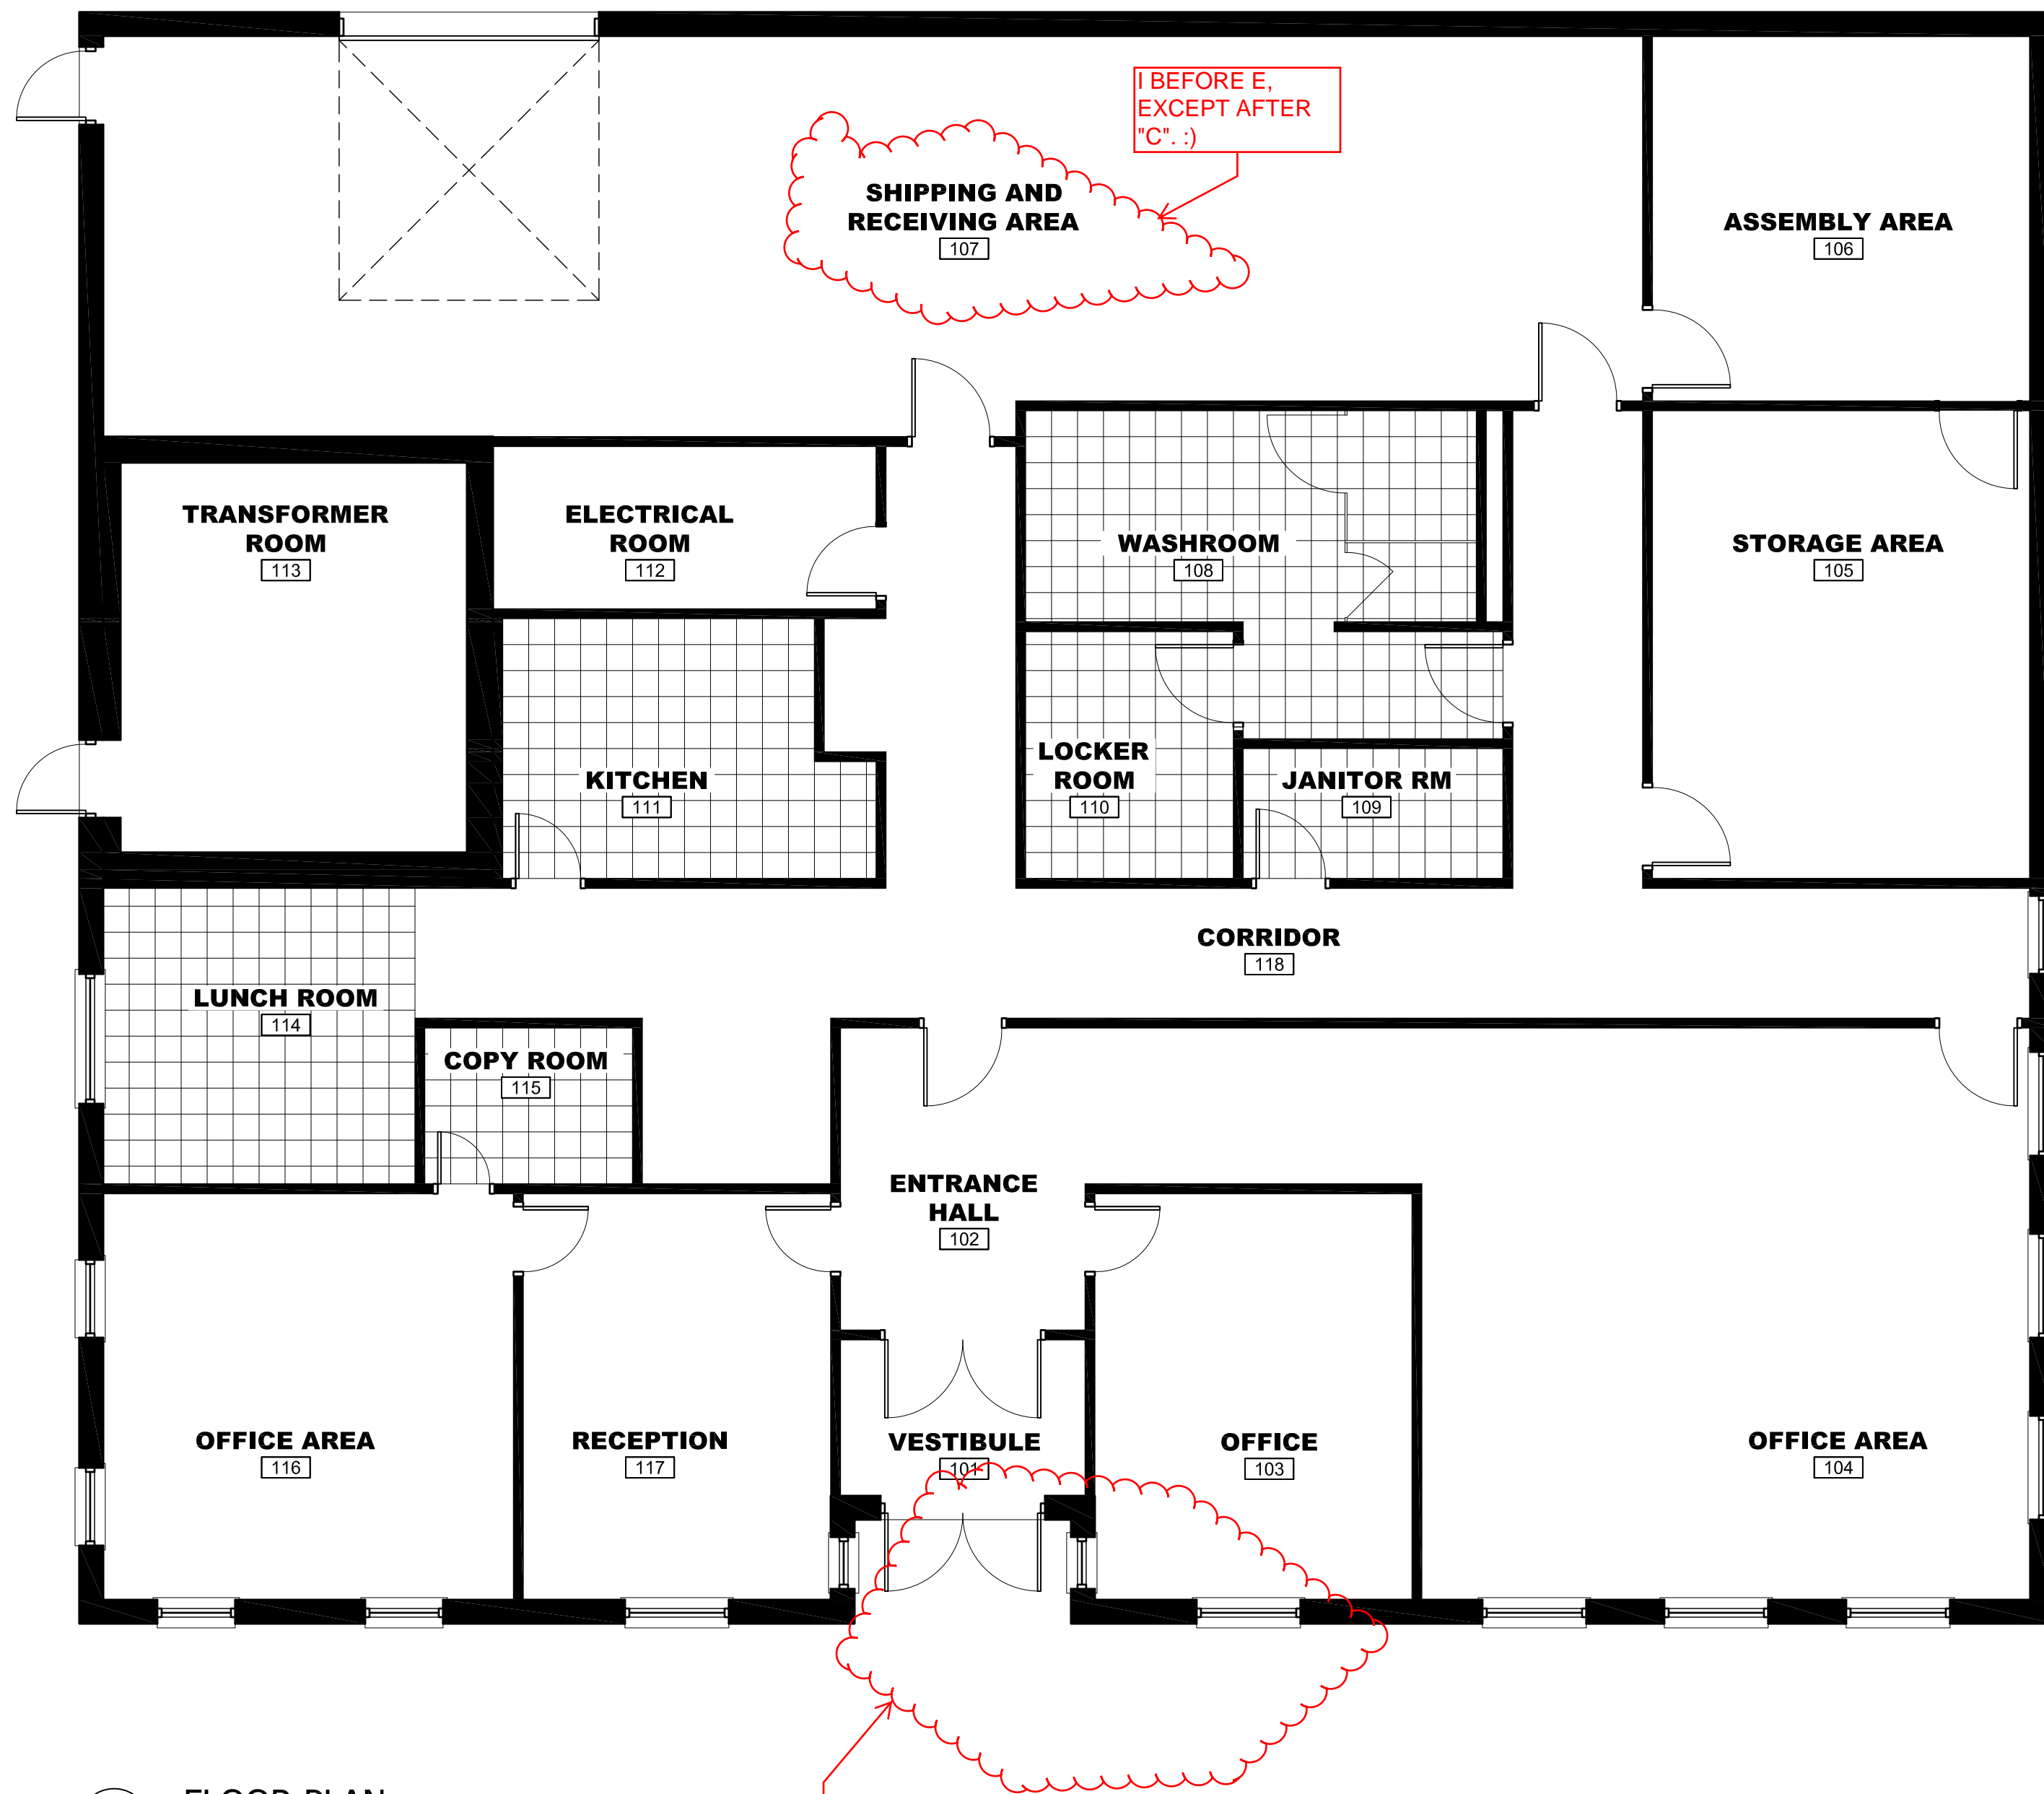 I BEFORE E,
EXCEPT AFTER
"C". :)
SHIPPING AND
RECEIVING AREA
107
ASSEMBLY AREA
106
TRANSFORMER
ROOM
113
ELECTRICAL
ROOM
112
WASHROOM
108
STORAGE AREA
105
KITCHEN
111
LOCKER
ROOM
110
JANITOR RM
109
CORRIDOR
118
LUNCH ROOM
114
COPY ROOM
115
ENTRANCE
HALL
102
OFFICE AREA
116
RECEPTION
117
VESTIBULE
101
OFFICE
103
OFFICE AREA
104
FLOOR PLAN